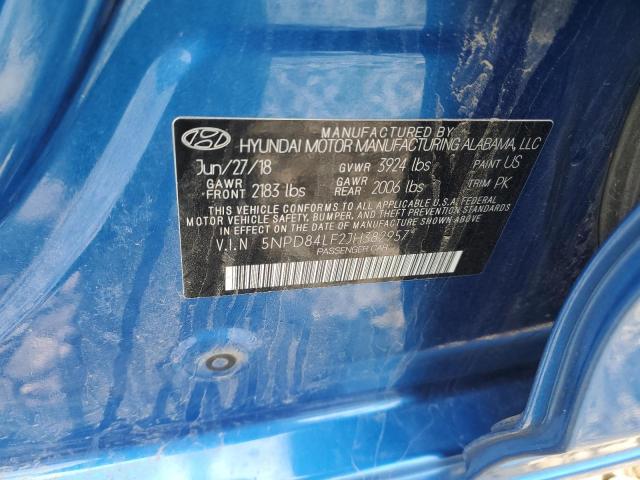 MANUFACTURED BY
HYUNDAI MOTOR MANUFACTURING ALABAMA, LLC
Jun/27/18 GVWR 3924 lbs PAINT US
GAWR FRONT 2183 lbs GAWR REAR 2006 lbs TRIM PK
THIS VEHICLE CONFORMS TO ALL APPLICABLE U.S.A. FEDERAL
MOTOR VEHICLE SAFETY, BUMPER, AND THEFT PREVENTION STANDARDS
IN EFFECT ON THE DATE OF MANUFACTURE SHOWN ABOVE.
V.I.N 5NPD84LF2JH382957*
PASSENGER CAR